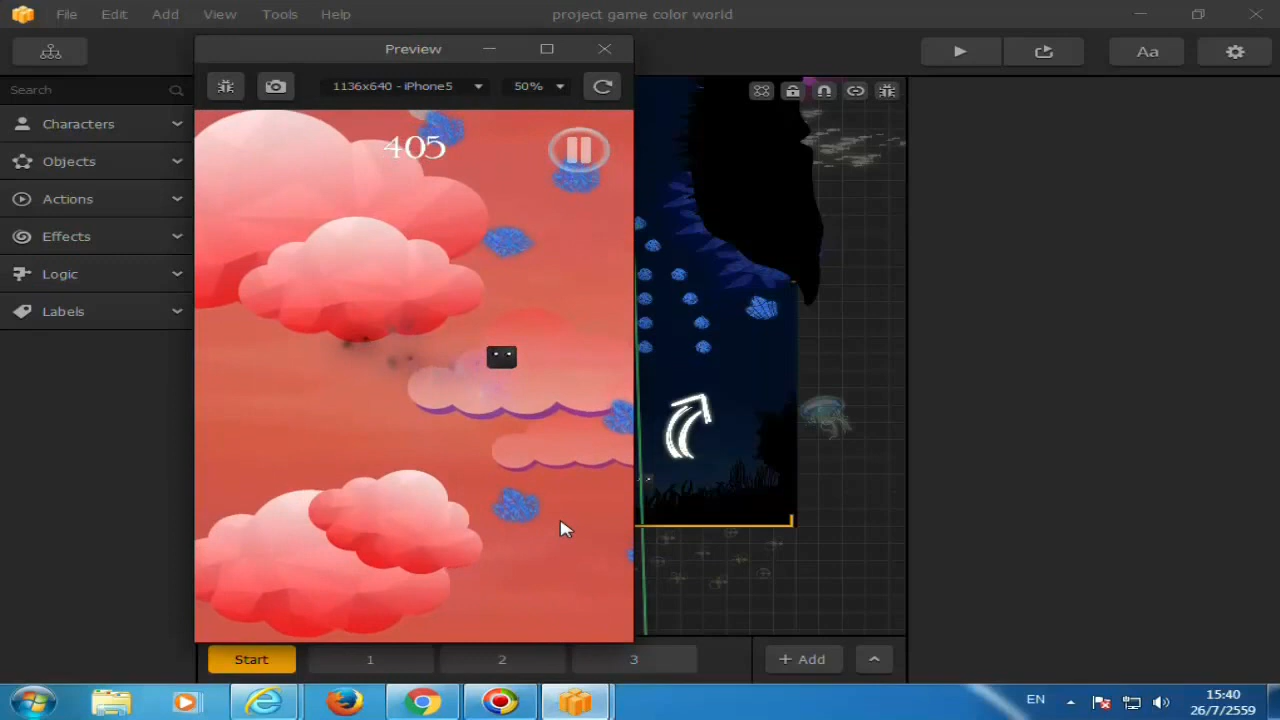 File Edit View Add Tools Help project game color world
Preview
Aa
1136x640 - iPhone5 50%
Search
Characters
Objects
Actions
Effects
Logic
Labels
405
Start 1 2 3 + Add
EN 15:40
26/7/2559